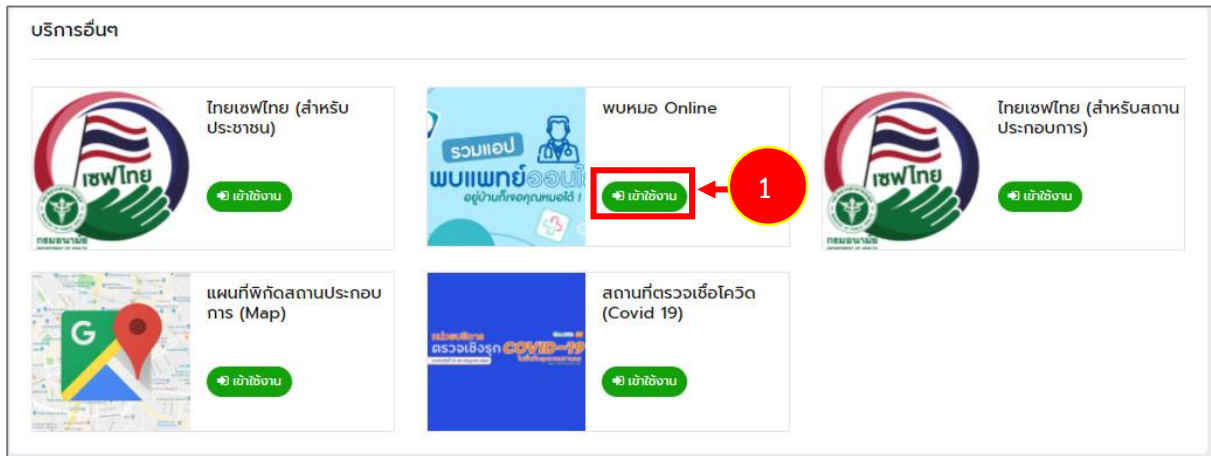 บริการอื่นๆ
เซฟไทย
กรมอนามัย
ไทยเซฟไทย (สำหรับ
ประชาชน)
เข้าใช้งาน
รวมแอป
พบแพทย์ออนไ
อยู่บ้านก็เจอคุณหมอได้ !
พบหมอ Online
เข้าใช้งาน
1
เซฟไทย
กรมอนามัย
ไทยเซฟไทย (สำหรับสถาน
ประกอบการ)
เข้าใช้งาน
G
แผนที่พิกัดสถานประกอบ
การ (Map)
เข้าใช้งาน
หน่วยบริการ
ตรวจเชิงรุก COVID-19
สถานที่ตรวจเชื้อโควิด
(Covid 19)
เข้าใช้งาน